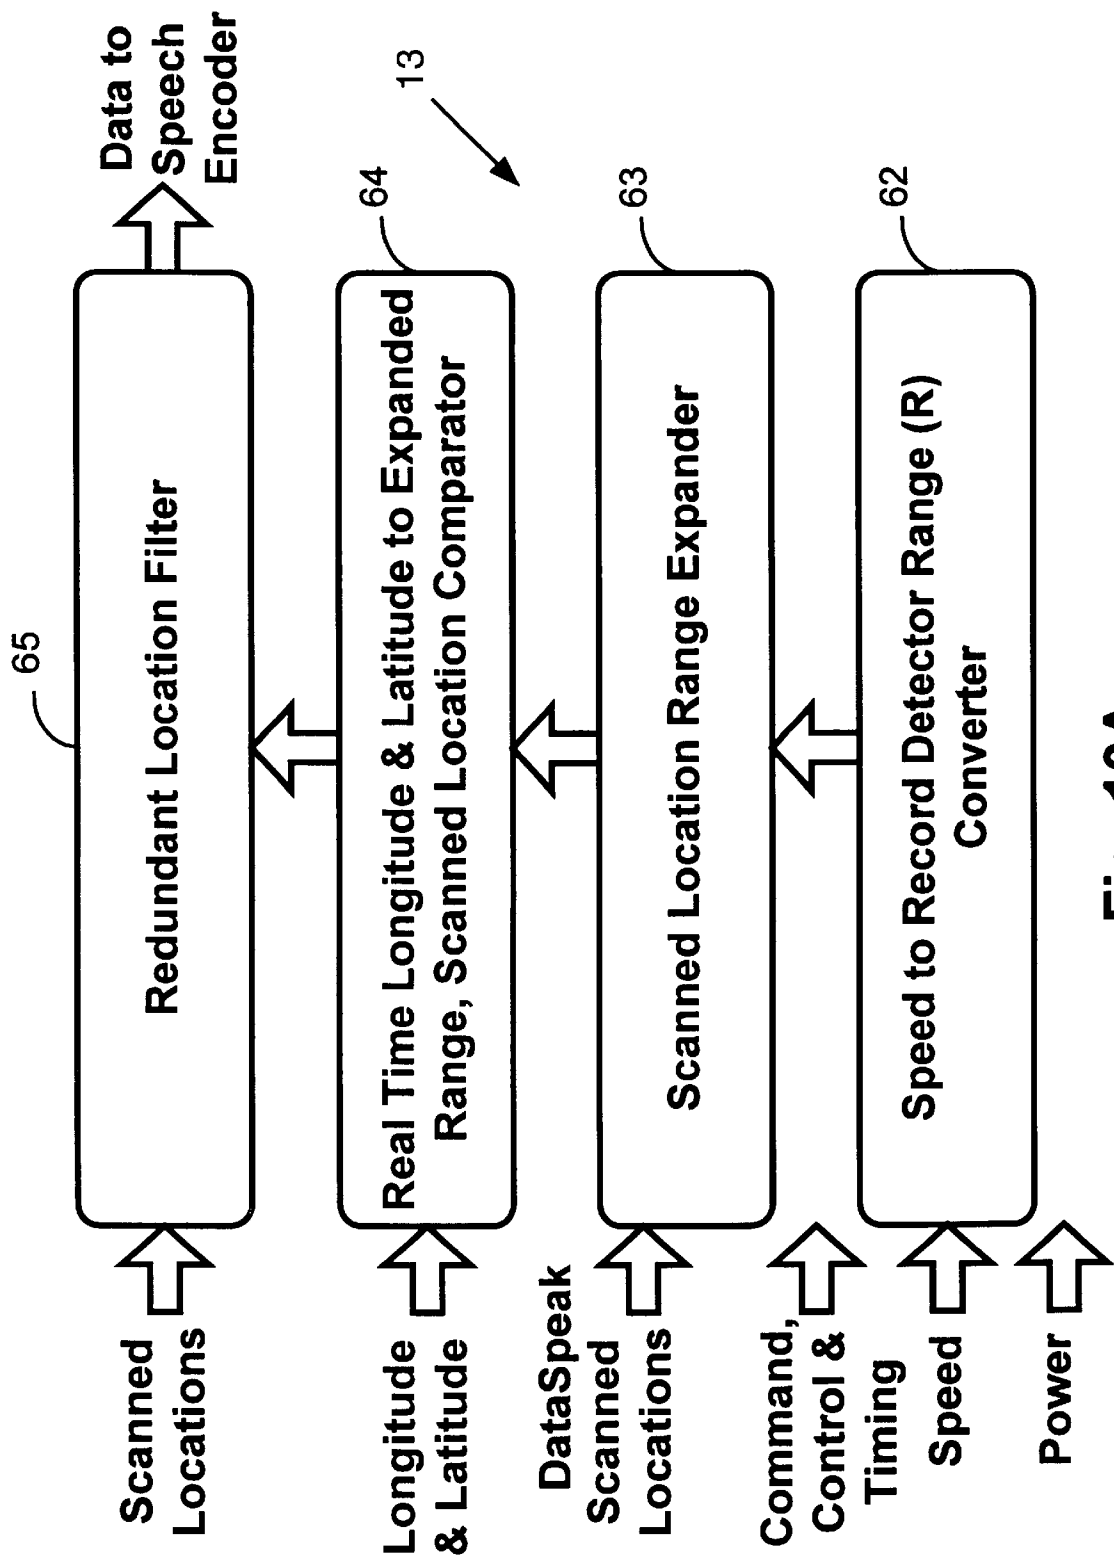 Scanned
Locations
65
Redundant Location Filter
Data to
Speech
Encoder
Longitude
& Latitude
Real Time Longitude & Latitude to Expanded
Range, Scanned Location Comparator
64
13
DataSpeak
Scanned
Locations
Scanned Location Range Expander
63
Command,
Control &
Timing
Speed
Speed to Record Detector Range (R)
Converter
62
Power